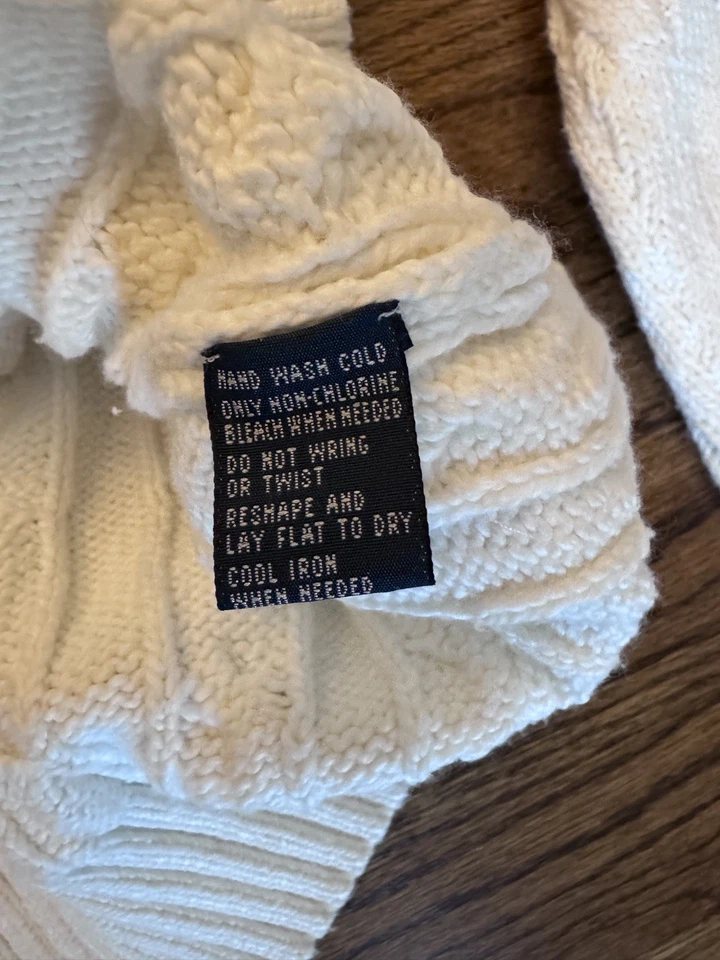 HAND WASH COLD
ONLY NON-CHLORINE
BLEACH WHEN NEEDED
DO NOT WRING
OR TWIST
RESHAPE AND
LAY FLAT TO DRY
COOL IRON
WHEN NEEDED